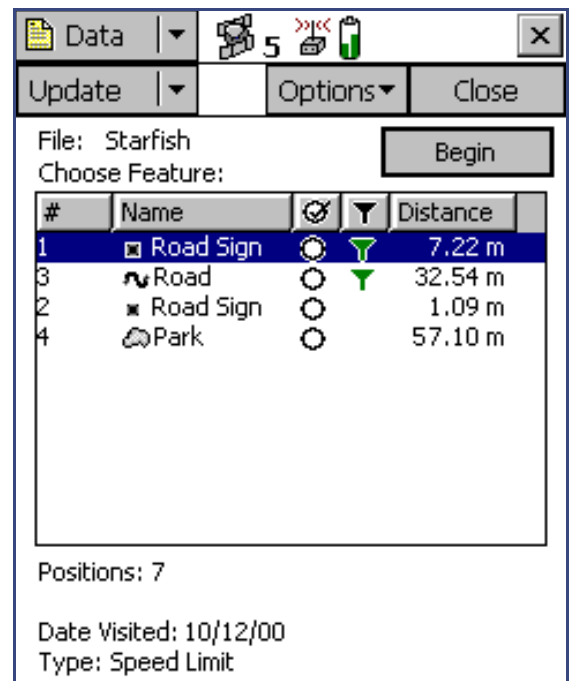 Data 5
Update Options Close
File: Starfish
Begin
Choose Feature:
# Name Distance
1 Road Sign 7.22 m
3 Road 32.54 m
2 Road Sign 1.09 m
4 Park 57.10 m
Positions: 7
Date Visited: 10/12/00
Type: Speed Limit